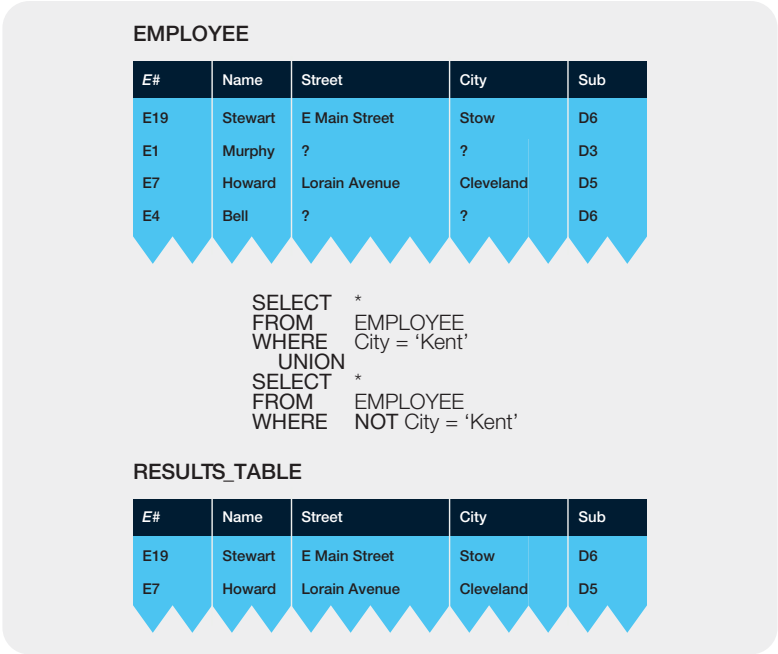 EMPLOYEE
E# Name Street City Sub
E19 Stewart E Main Street Stow D6
E1 Murphy ? ? D3
E7 Howard Lorain Avenue Cleveland D5
E4 Bell ? ? D6
SELECT *
FROM EMPLOYEE
WHERE City = ‘Kent’
UNION
SELECT *
FROM EMPLOYEE
WHERE NOT City = ‘Kent’
RESULTS_TABLE
E# Name Street City Sub
E19 Stewart E Main Street Stow D6
E7 Howard Lorain Avenue Cleveland D5